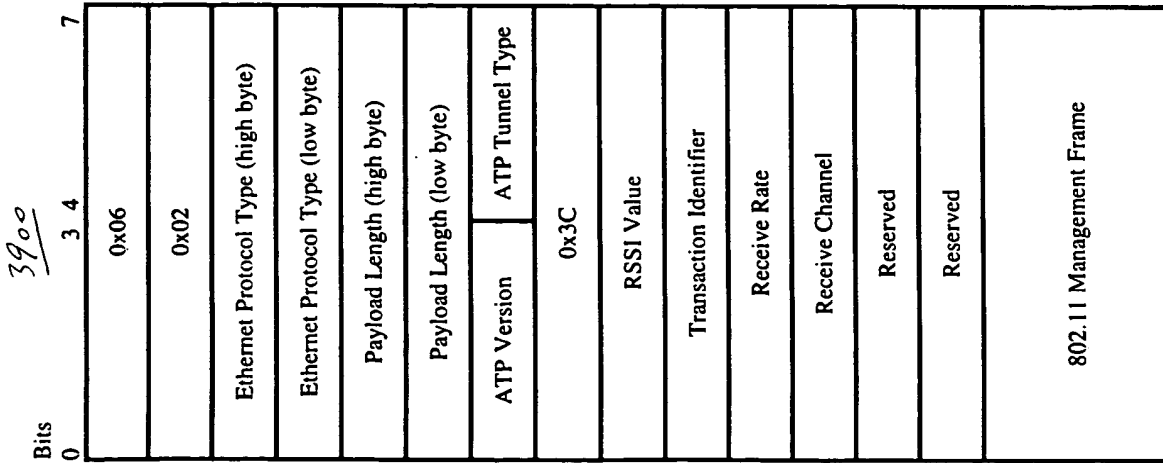 3900
Bits
0 3 4 7
0x06
0x02
Ethernet Protocol Type (high byte)
Ethernet Protocol Type (low byte)
Payload Length (high byte)
Payload Length (low byte)
ATP Version ATP Tunnel Type
0x3C
RSSI Value
Transaction Identifier
Receive Rate
Receive Channel
Reserved
Reserved
802.11 Management Frame